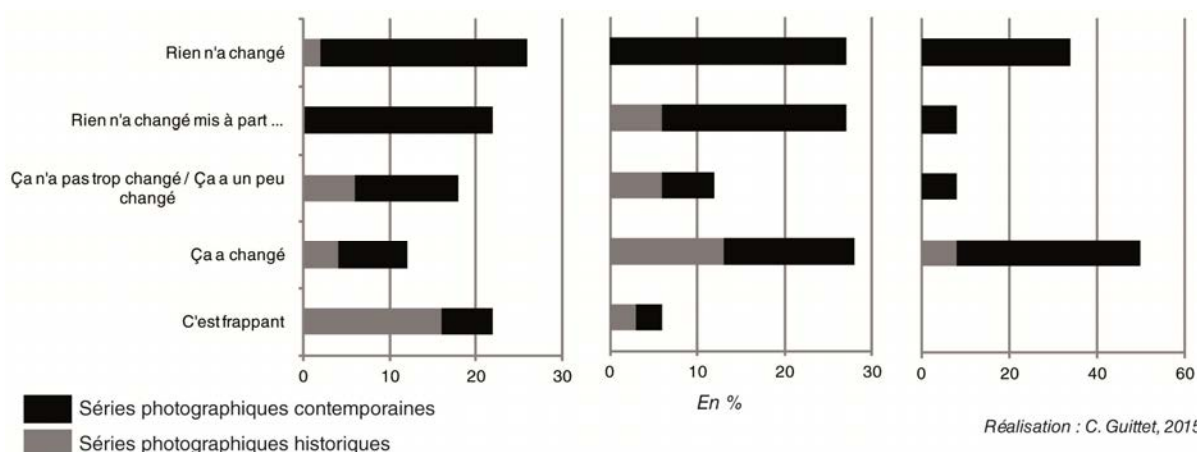 Rien n'a changé
Rien n'a changé mis à part ...
Ça n'a pas trop changé / Ça a un peu
changé
Ça a changé
C'est frappant
0 10 20 30
0 10 20 30
0 20 40 60
En %
Séries photographiques contemporaines
Séries photographiques historiques
Réalisation : C. Guittet, 2015